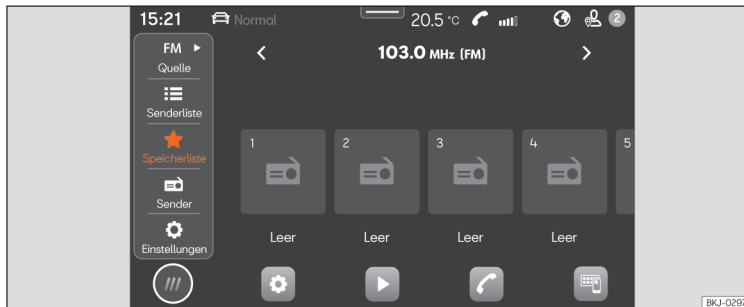 15:21 Normal 20.5 °C 2
FM
Quelle
Senderliste
Speicherliste
Sender
Einstellungen
103.0 MHz (FM)
1 2 3 4 5
Leer Leer Leer Leer
BKJ-0297